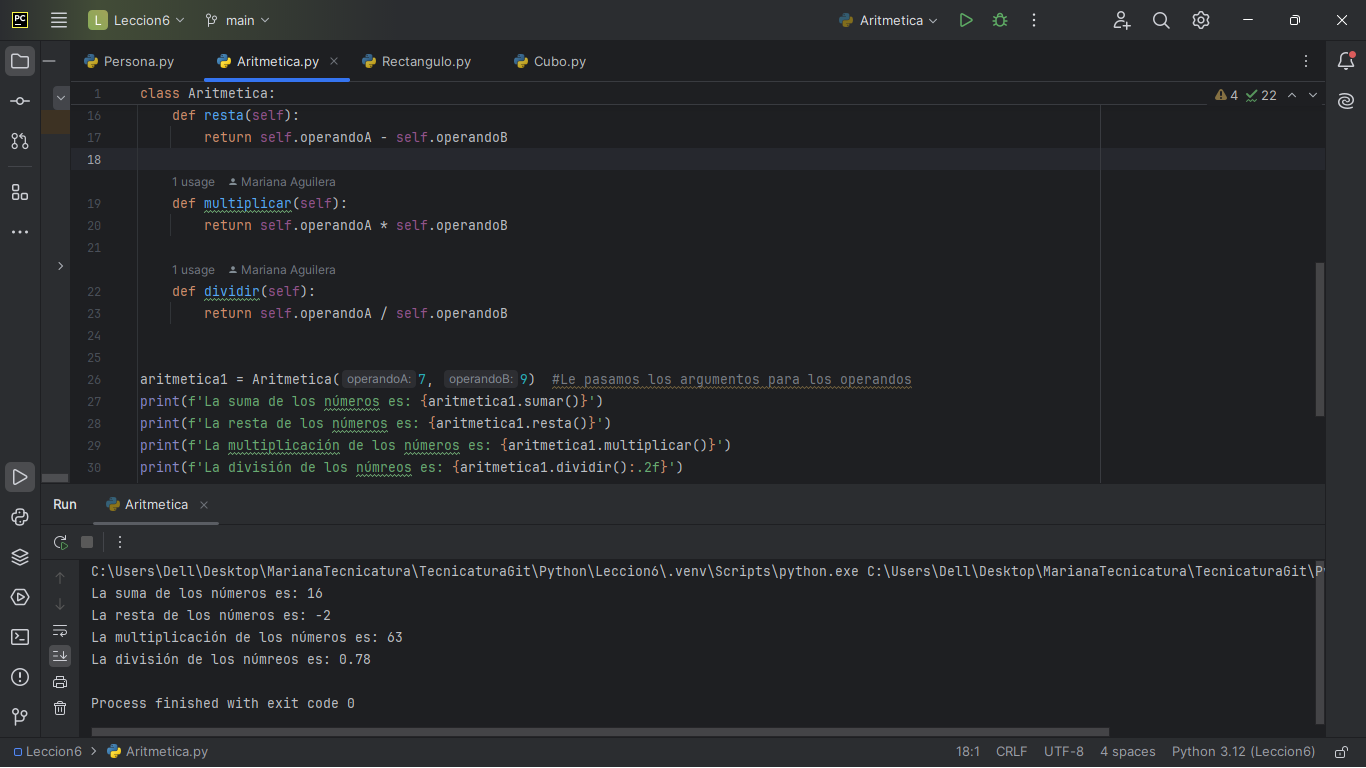 PC L Leccion6 main Aritmetica
Persona.py Aritmetica.py Rectangulo.py Cubo.py
1 class Aritmetica: 4 22
16 def resta(self):
17 return self.operandoA - self.operandoB
18
1 usage Mariana Aguilera
19 def multiplicar(self):
20 return self.operandoA * self.operandoB
21
1 usage Mariana Aguilera
22 def dividir(self):
23 return self.operandoA / self.operandoB
24
25
26 aritmetica1 = Aritmetica( operandoA: 7, operandoB: 9) #Le pasamos los argumentos para los operandos
27 print(f'La suma de los números es: {aritmetica1.sumar()}')
28 print(f'La resta de los números es: {aritmetica1.resta()}')
29 print(f'La multiplicación de los números es: {aritmetica1.multiplicar()}')
30 print(f'La división de los númreos es: {aritmetica1.dividir():.2f}')
Run Aritmetica
C:\Users\Dell\Desktop\MarianaTecnicatura\TecnicaturaGit\Python\Leccion6\.venv\Scripts\python.exe C:\Users\Dell\Desktop\MarianaTecnicatura\TecnicaturaGit\P
La suma de los números es: 16
La resta de los números es: -2
La multiplicación de los números es: 63
La división de los númreos es: 0.78
Process finished with exit code 0
Leccion6 > Aritmetica.py 18:1 CRLF UTF-8 4 spaces Python 3.12 (Leccion6)